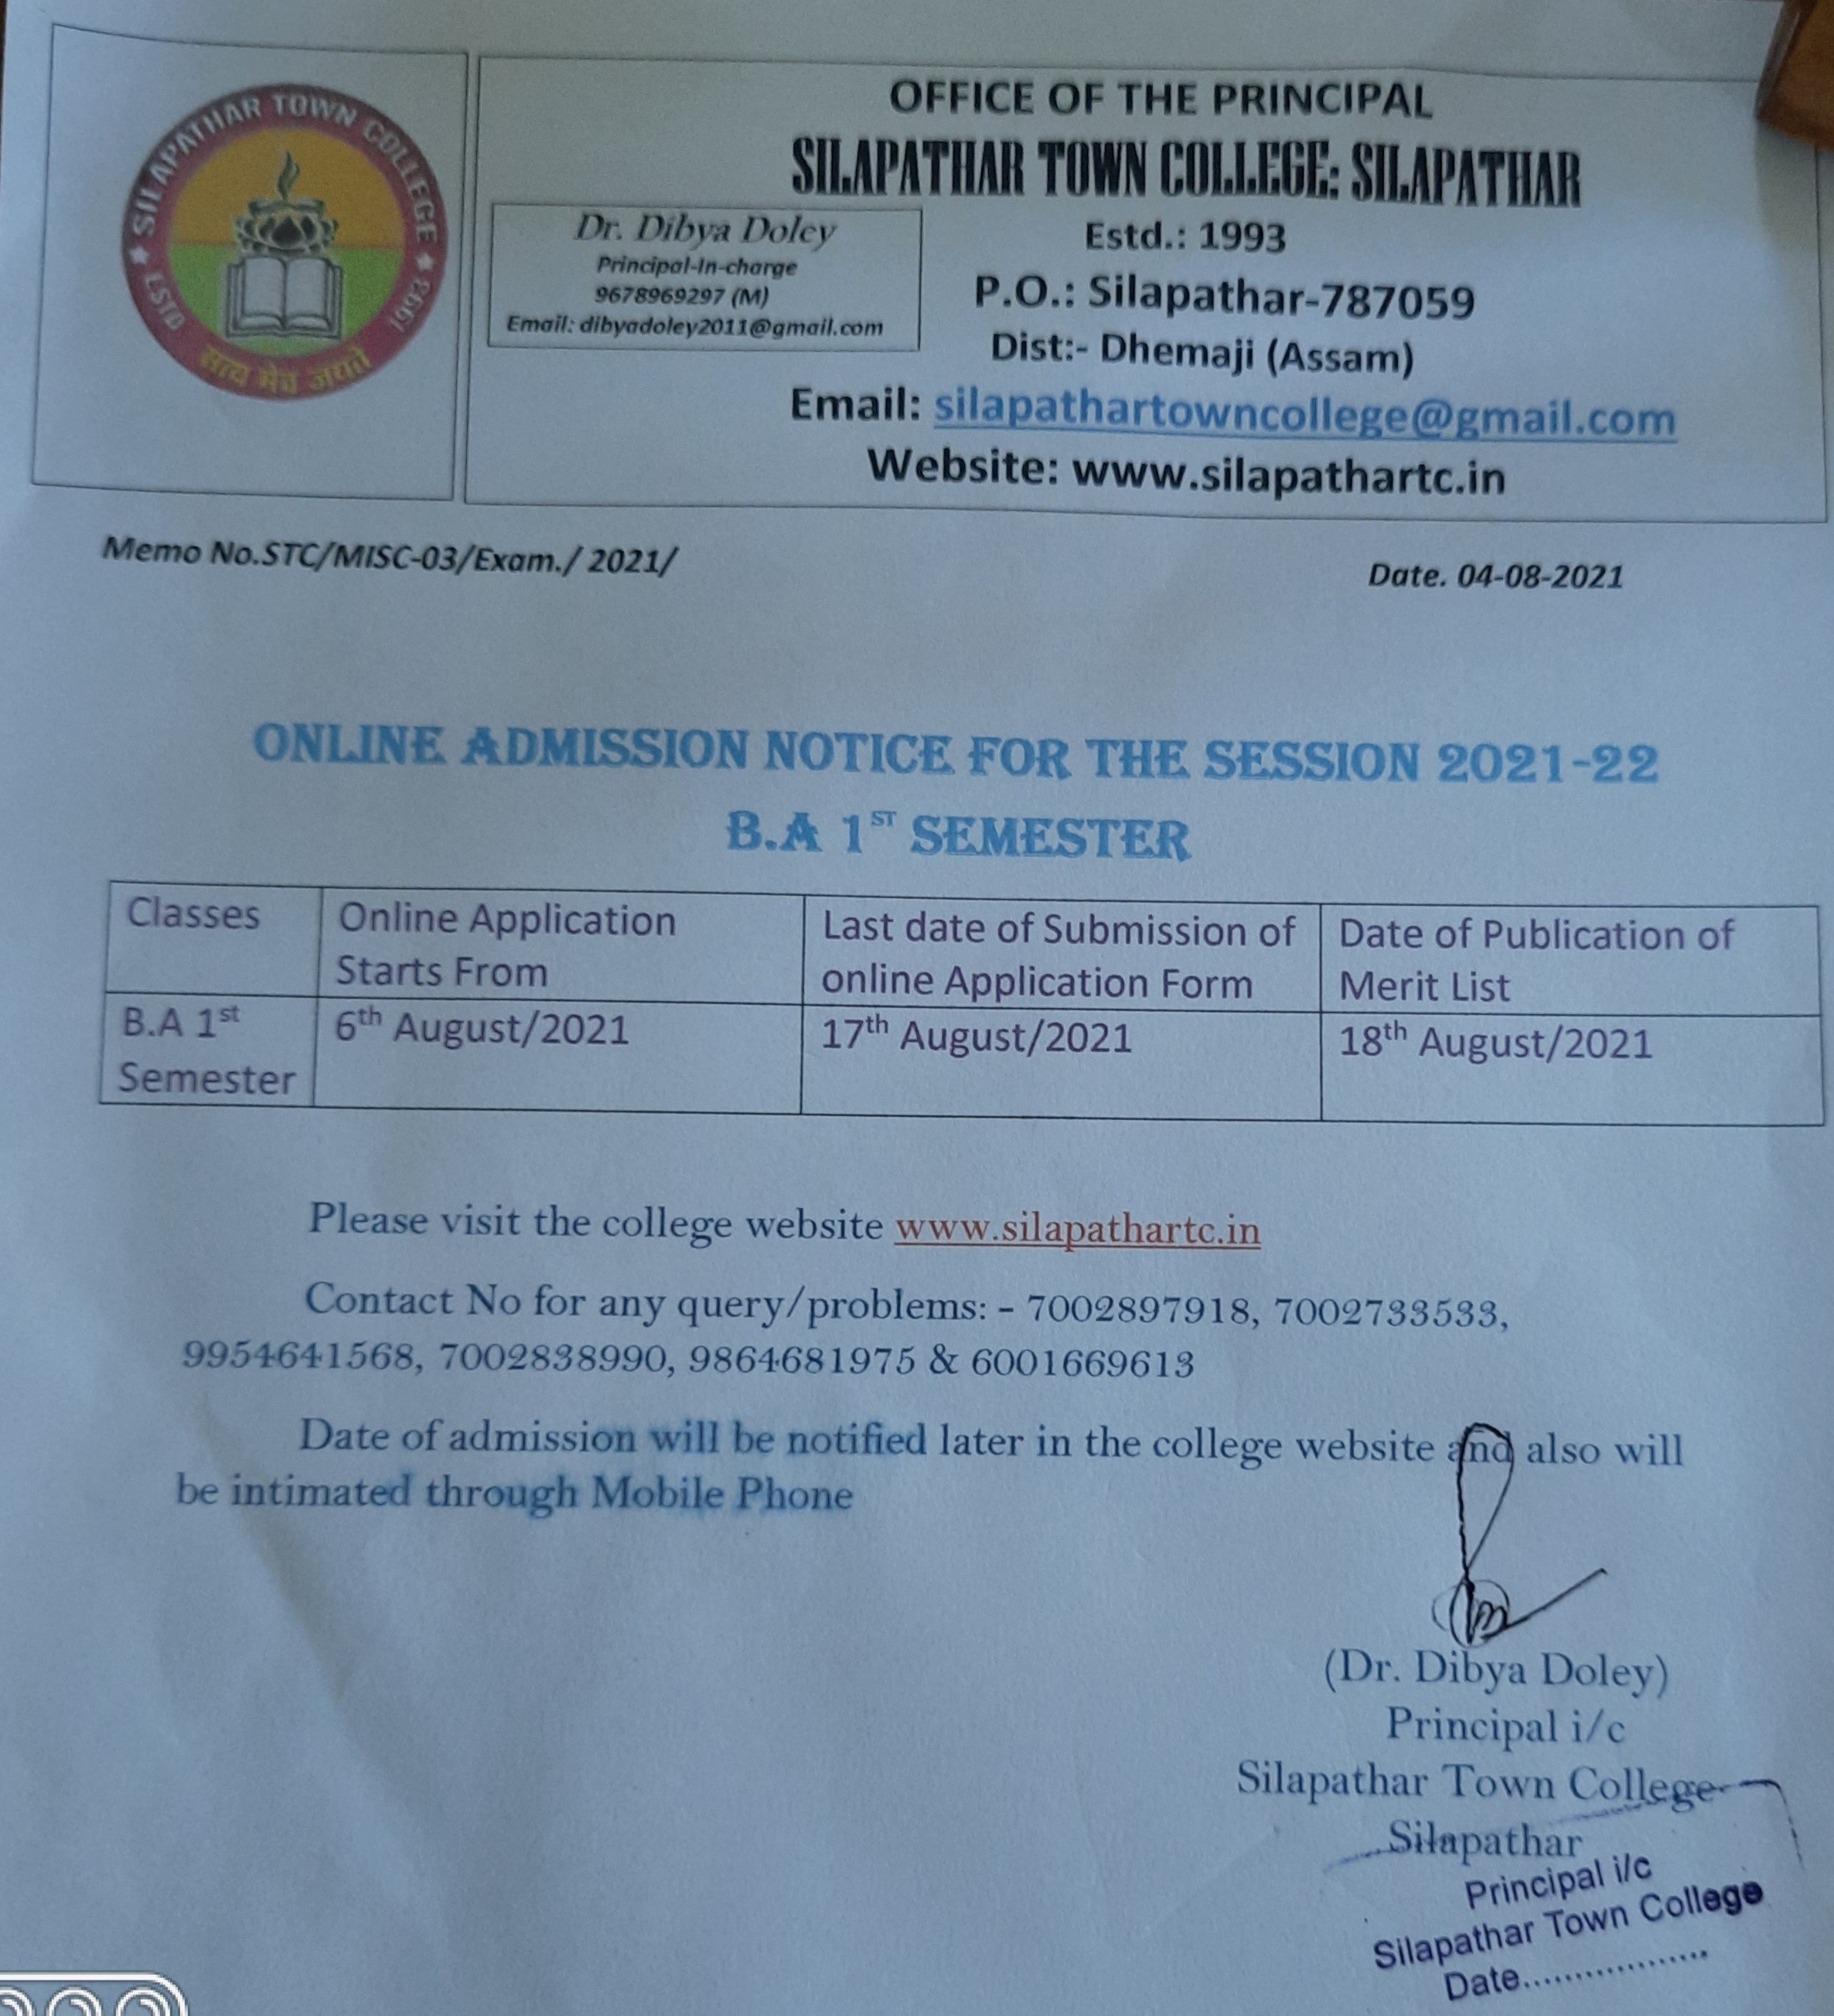 SILAPATHAR TOWN COLLEGE
ESTD 1993
सत्य मेव जयते
OFFICE OF THE PRINCIPAL
SILAPATHAR TOWN COLLEGE: SILAPATHAR
Dr. Dibya Doley
Principal-In-charge
9678969297 (M)
Email: dibyadoley2011@gmail.com
Estd.: 1993
P.O.: Silapathar-787059
Dist:- Dhemaji (Assam)
Email: silapathartowncollege@gmail.com
Website: www.silapathartc.in
Memo No.STC/MISC-03/Exam./ 2021/
Date. 04-08-2021
ONLINE ADMISSION NOTICE FOR THE SESSION 2021-22
B.A 1ST SEMESTER
Classes
Online Application
Starts From
Last date of Submission of
online Application Form
Date of Publication of
Merit List
B.A 1st
Semester
6th August/2021
17th August/2021
18th August/2021
Please visit the college website www.silapathartc.in
Contact No for any query/problems: - 7002897918, 7002733533,
9954641568, 7002838990, 9864681975 & 6001669613
Date of admission will be notified later in the college website and also will
be intimated through Mobile Phone
(Dr. Dibya Doley)
Principal i/c
Silapathar Town College
Silapathar
Principal i/c
Silapathar Town College
Date....................